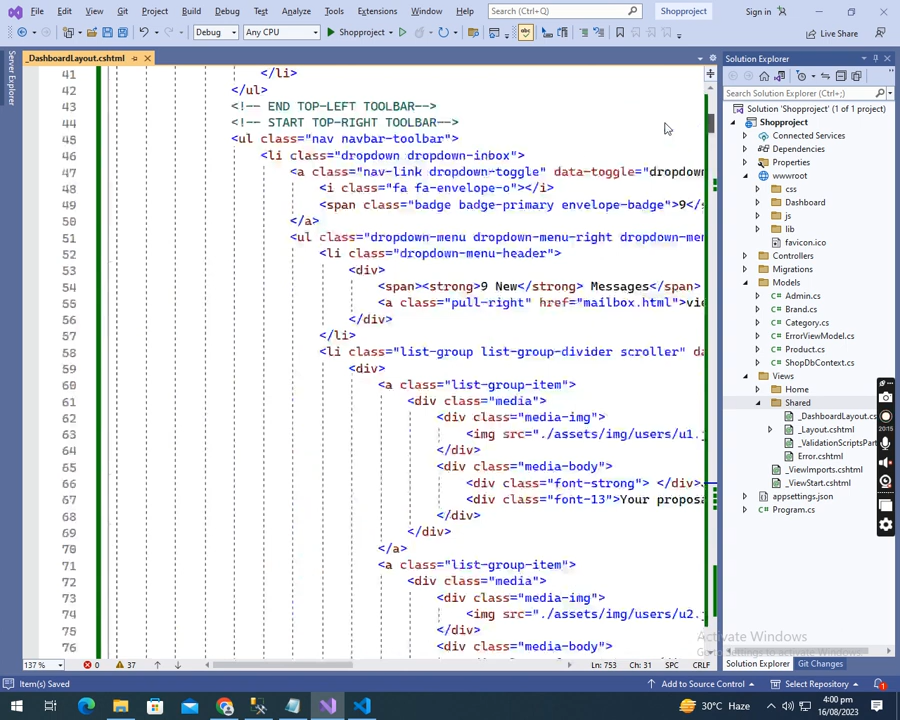 File Edit View Git Project Build Debug Test Analyze Tools Extensions Window Help Search (Ctrl+Q) Shopproject Sign in
Debug Any CPU Shopproject Live Share
Server Explorer
_DashboardLayout.cshtml
41 </li>
42 </ul>
43 <!-- END TOP-LEFT TOOLBAR-->
44 <!-- START TOP-RIGHT TOOLBAR-->
45 <ul class="nav navbar-toolbar">
46 <li class="dropdown dropdown-inbox">
47 <a class="nav-link dropdown-toggle" data-toggle="dropdown
48 <i class="fa fa-envelope-o"></i>
49 <span class="badge badge-primary envelope-badge">9</s
50 </a>
51 <ul class="dropdown-menu dropdown-menu-right dropdown-men
52 <li class="dropdown-menu-header">
53 <div>
54 <span><strong>9 New</strong> Messages</span>
55 <a class="pull-right" href="mailbox.html">vie
56 </div>
57 </li>
58 <li class="list-group list-group-divider scroller" da
59 <div>
60 <a class="list-group-item">
61 <div class="media">
62 <div class="media-img">
63 <img src="./assets/img/users/u1.j
64 </div>
65 <div class="media-body">
66 <div class="font-strong"> </div>
67 <div class="font-13">Your proposa
68 </div>
69 </div>
70 </a>
71 <a class="list-group-item">
72 <div class="media">
73 <div class="media-img">
74 <img src="./assets/img/users/u2.j
75 </div>
76 <div class="media-body">
137 % 0 37 Ln: 753 Ch: 31 SPC CRLF
Solution Explorer
Search Solution Explorer (Ctrl+;)
Solution 'Shopproject' (1 of 1 project)
Shopproject
Connected Services
Dependencies
Properties
wwwroot
css
Dashboard
js
lib
favicon.ico
Controllers
Migrations
Models
Admin.cs
Brand.cs
Category.cs
ErrorViewModel.cs
Product.cs
ShopDbContext.cs
Views
Home
Shared
_DashboardLayout.cs
_Layout.cshtml
_ValidationScriptsPart
Error.cshtml
_ViewImports.cshtml
_ViewStart.cshtml
appsettings.json
Program.cs
20:15
Activate Windows
Go to Settings to activate Windows.
Solution Explorer Git Changes
Item(s) Saved Add to Source Control Select Repository 1
30°C Haze 4:00 pm
16/08/2023